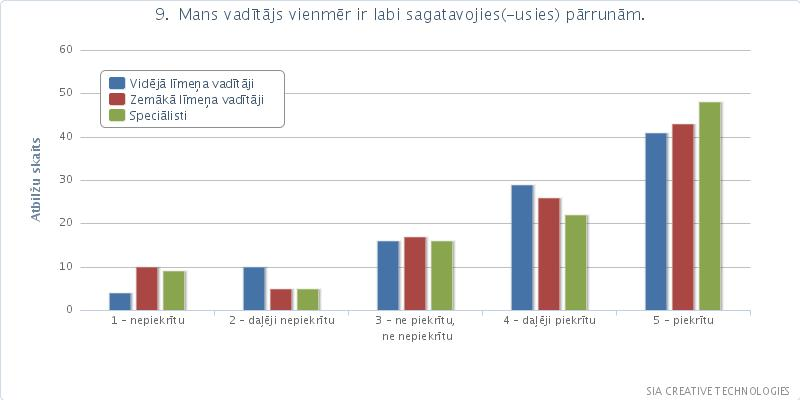 9. Mans vadītājs vienmēr ir labi sagatavojies(-usies) pārrunām.
60
50
40
30
20
10
0
Atbilžu skaits
Vidējā līmeņa vadītāji
Zemākā līmeņa vadītāji
Speciālisti
1 - nepiekrītu
2 - daļēji nepiekrītu
3 - ne piekrītu,
ne nepiekrītu
4 - daļēji piekrītu
5 - piekrītu
SIA CREATIVE TECHNOLOGIES